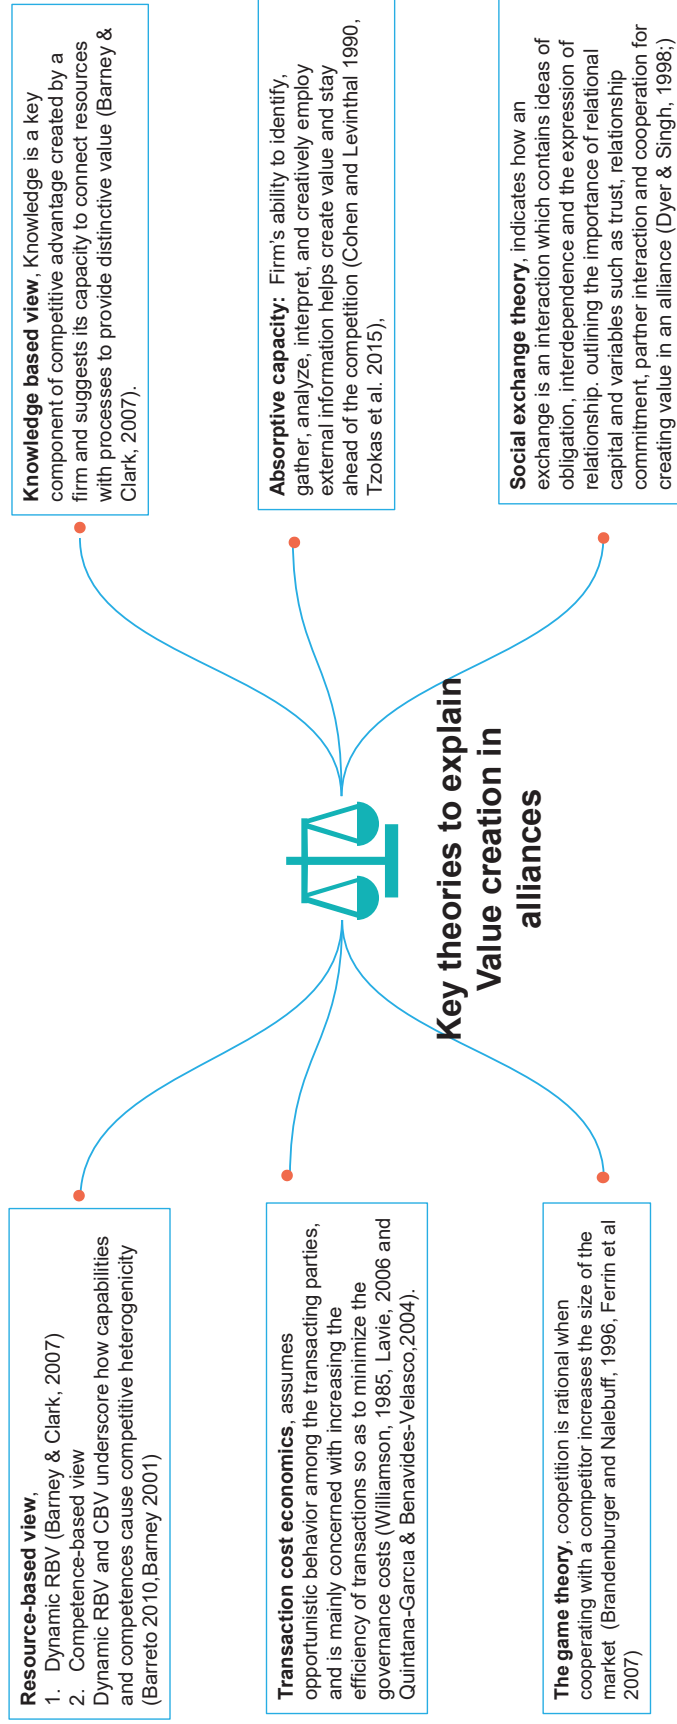 Resource-based view,
1. Dynamic RBV (Barney & Clark, 2007)
2. Competence-based view
Dynamic RBV and CBV underscore how capabilities
and competences cause competitive heterogenicity
(Barreto 2010,Barney 2001)
Transaction cost economics, assumes
opportunistic behavior among the transacting parties,
and is mainly concerned with increasing the
efficiency of transactions so as to minimize the
governance costs (Williamson, 1985, Lavie, 2006 and
Quintana-Garcıa & Benavides-Velasco,2004).
The game theory, coopetition is rational when
cooperating with a competitor increases the size of the
market (Brandenburger and Nalebuff, 1996, Ferrin et al
2007)
Key theories to explain
Value creation in
alliances
Knowledge based view, Knowledge is a key
component of competitive advantage created by a
firm and suggests its capacity to connect resources
with processes to provide distinctive value (Barney &
Clark, 2007).
Absorptive capacity: Firm's ability to identify,
gather, analyze, interpret, and creatively employ
external information helps create value and stay
ahead of the competition (Cohen and Levinthal 1990,
Tzokas et al. 2015),
Social exchange theory, indicates how an
exchange is an interaction which contains ideas of
obligation, interdependence and the expression of
relationship. outlining the importance of relational
capital and variables such as trust, relationship
commitment, partner interaction and cooperation for
creating value in an alliance (Dyer & Singh, 1998;)